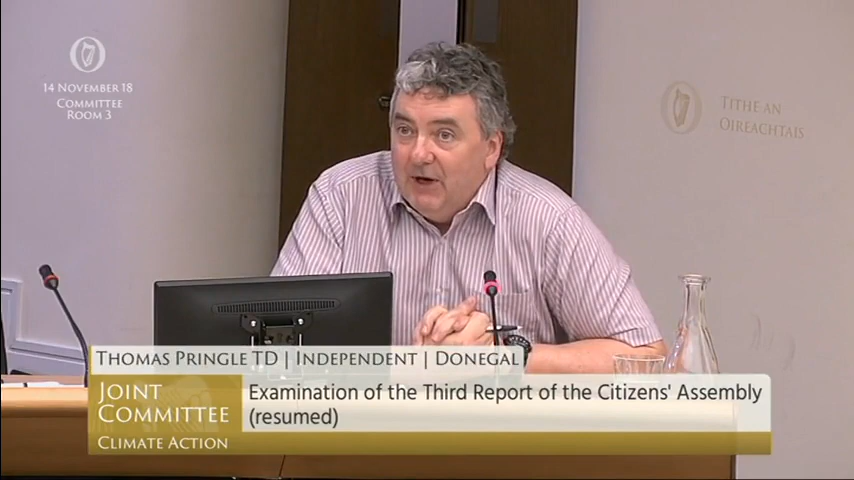 14 November 18
Committee
Room 3
Tithe an
Oireachtais
Thomas Pringle TD | Independent | Donegal
Joint
Committee
Climate Action
Examination of the Third Report of the Citizens' Assembly
(resumed)